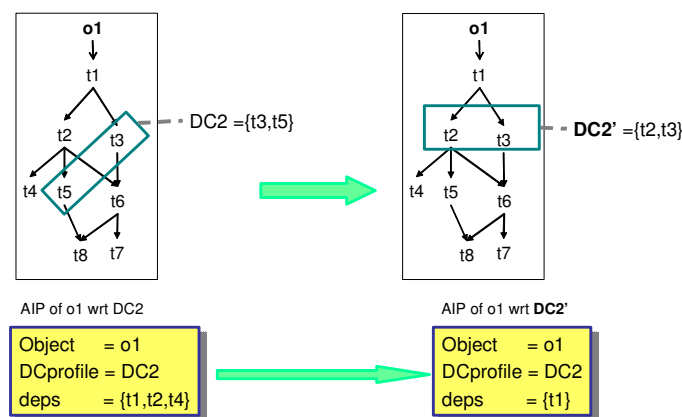 o1
t1
t2 t3
t4 t5 t6
t8 t7
DC2 ={t3,t5}
o1
t1
t2 t3
t4 t5 t6
t8 t7
DC2’ ={t2,t3}
AIP of o1 wrt DC2
Object = o1
DCprofile = DC2
deps = {t1,t2,t4}
AIP of o1 wrt DC2’
Object = o1
DCprofile = DC2
deps = {t1}